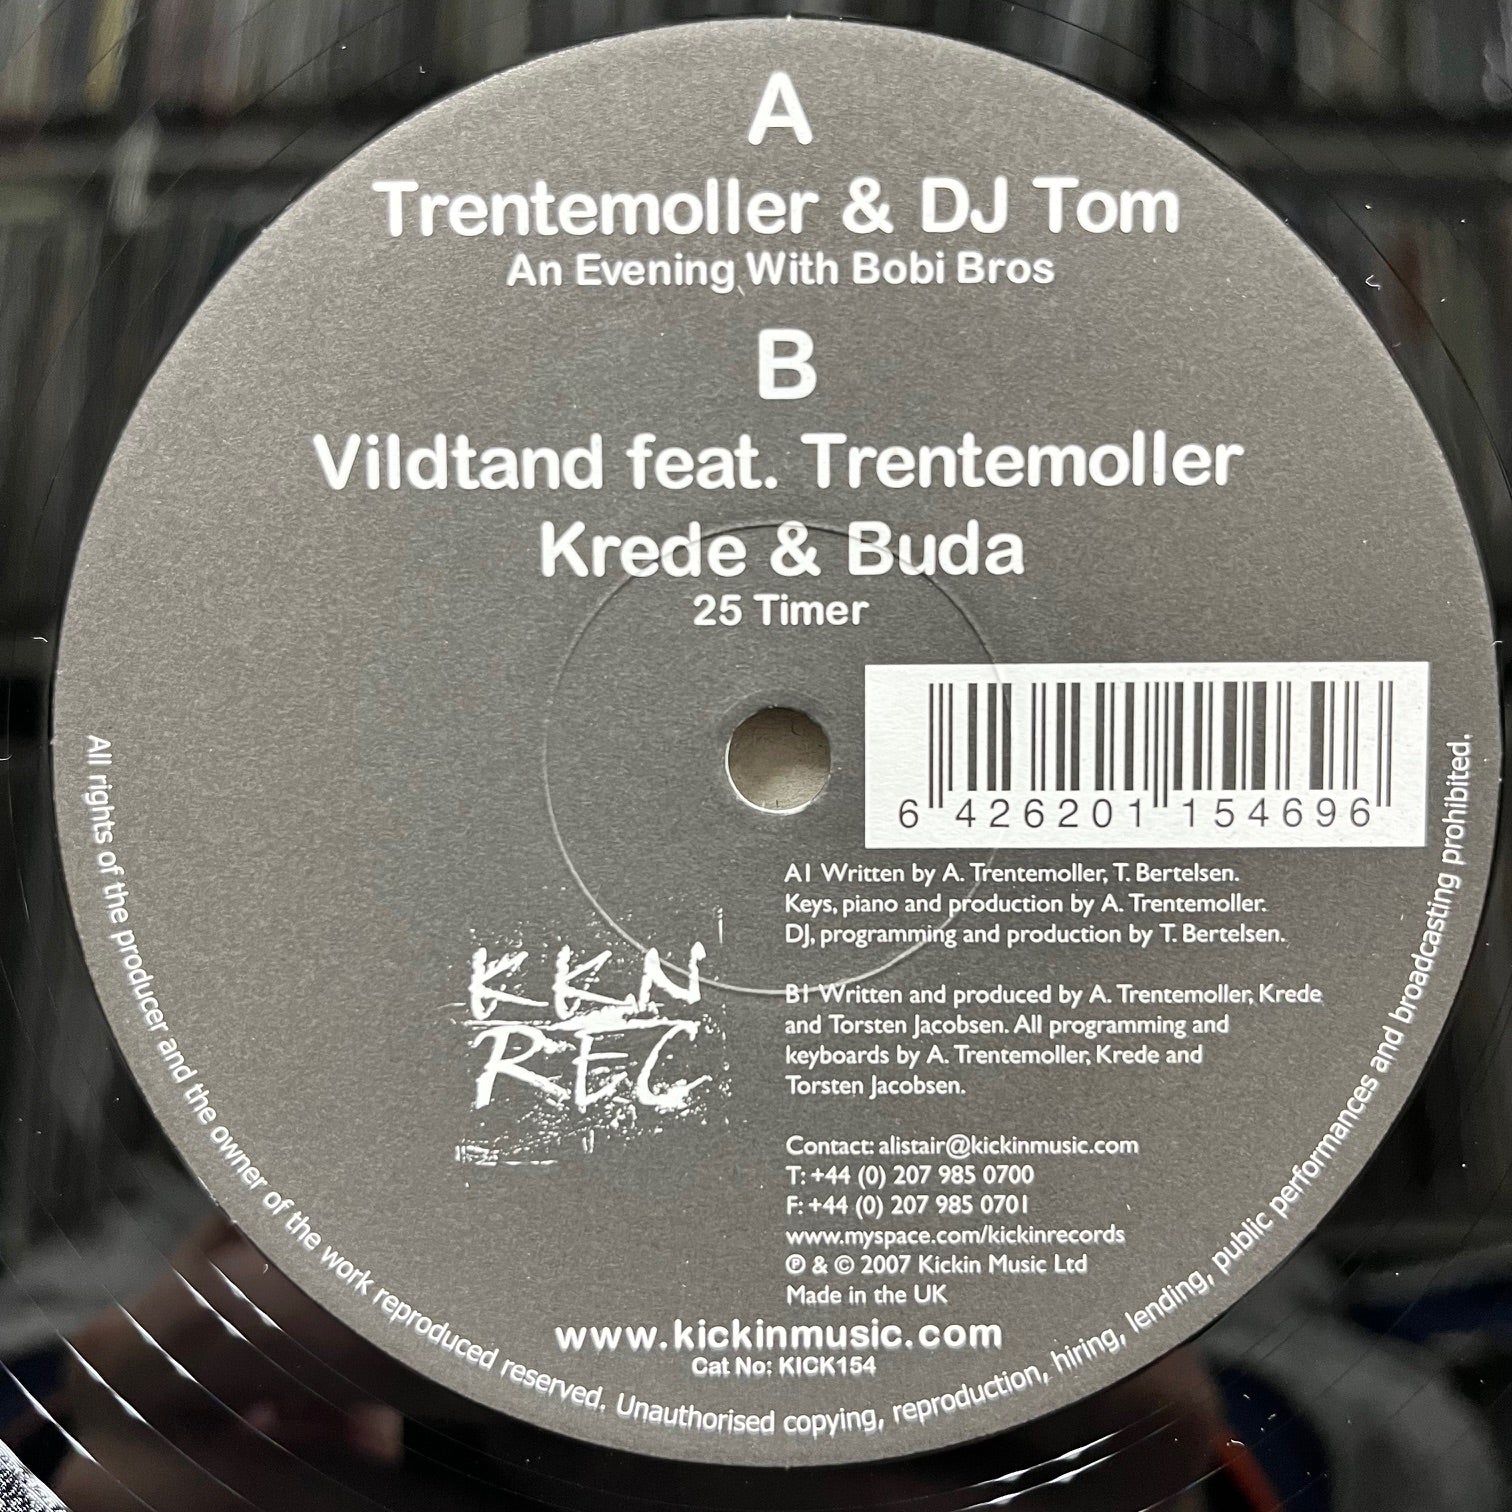 A
Trentemoller & DJ Tom
An Evening With Bobi Bros
B
Vildtand feat. Trentemoller
Krede & Buda
25 Timer
6 426201 154696
A1 Written by A. Trentemoller, T. Bertelsen.
Keys, piano and production by A. Trentemoller.
DJ, programming and production by T. Bertelsen.
B1 Written and produced by A. Trentemoller, Krede
and Torsten Jacobsen. All programming and
keyboards by A. Trentemoller, Krede and
Torsten Jacobsen.
KKN
REC
Contact: alistair@kickinmusic.com
T: +44 (0) 207 985 0700
F: +44 (0) 207 985 0701
www.myspace.com/kickinrecords
℗ & © 2007 Kickin Music Ltd
Made in the UK
www.kickinmusic.com
Cat No: KICK154
All rights of the producer and the owner of the work reproduced reserved. Unauthorised copying, reproduction, hiring, lending, public performances and broadcasting prohibited.